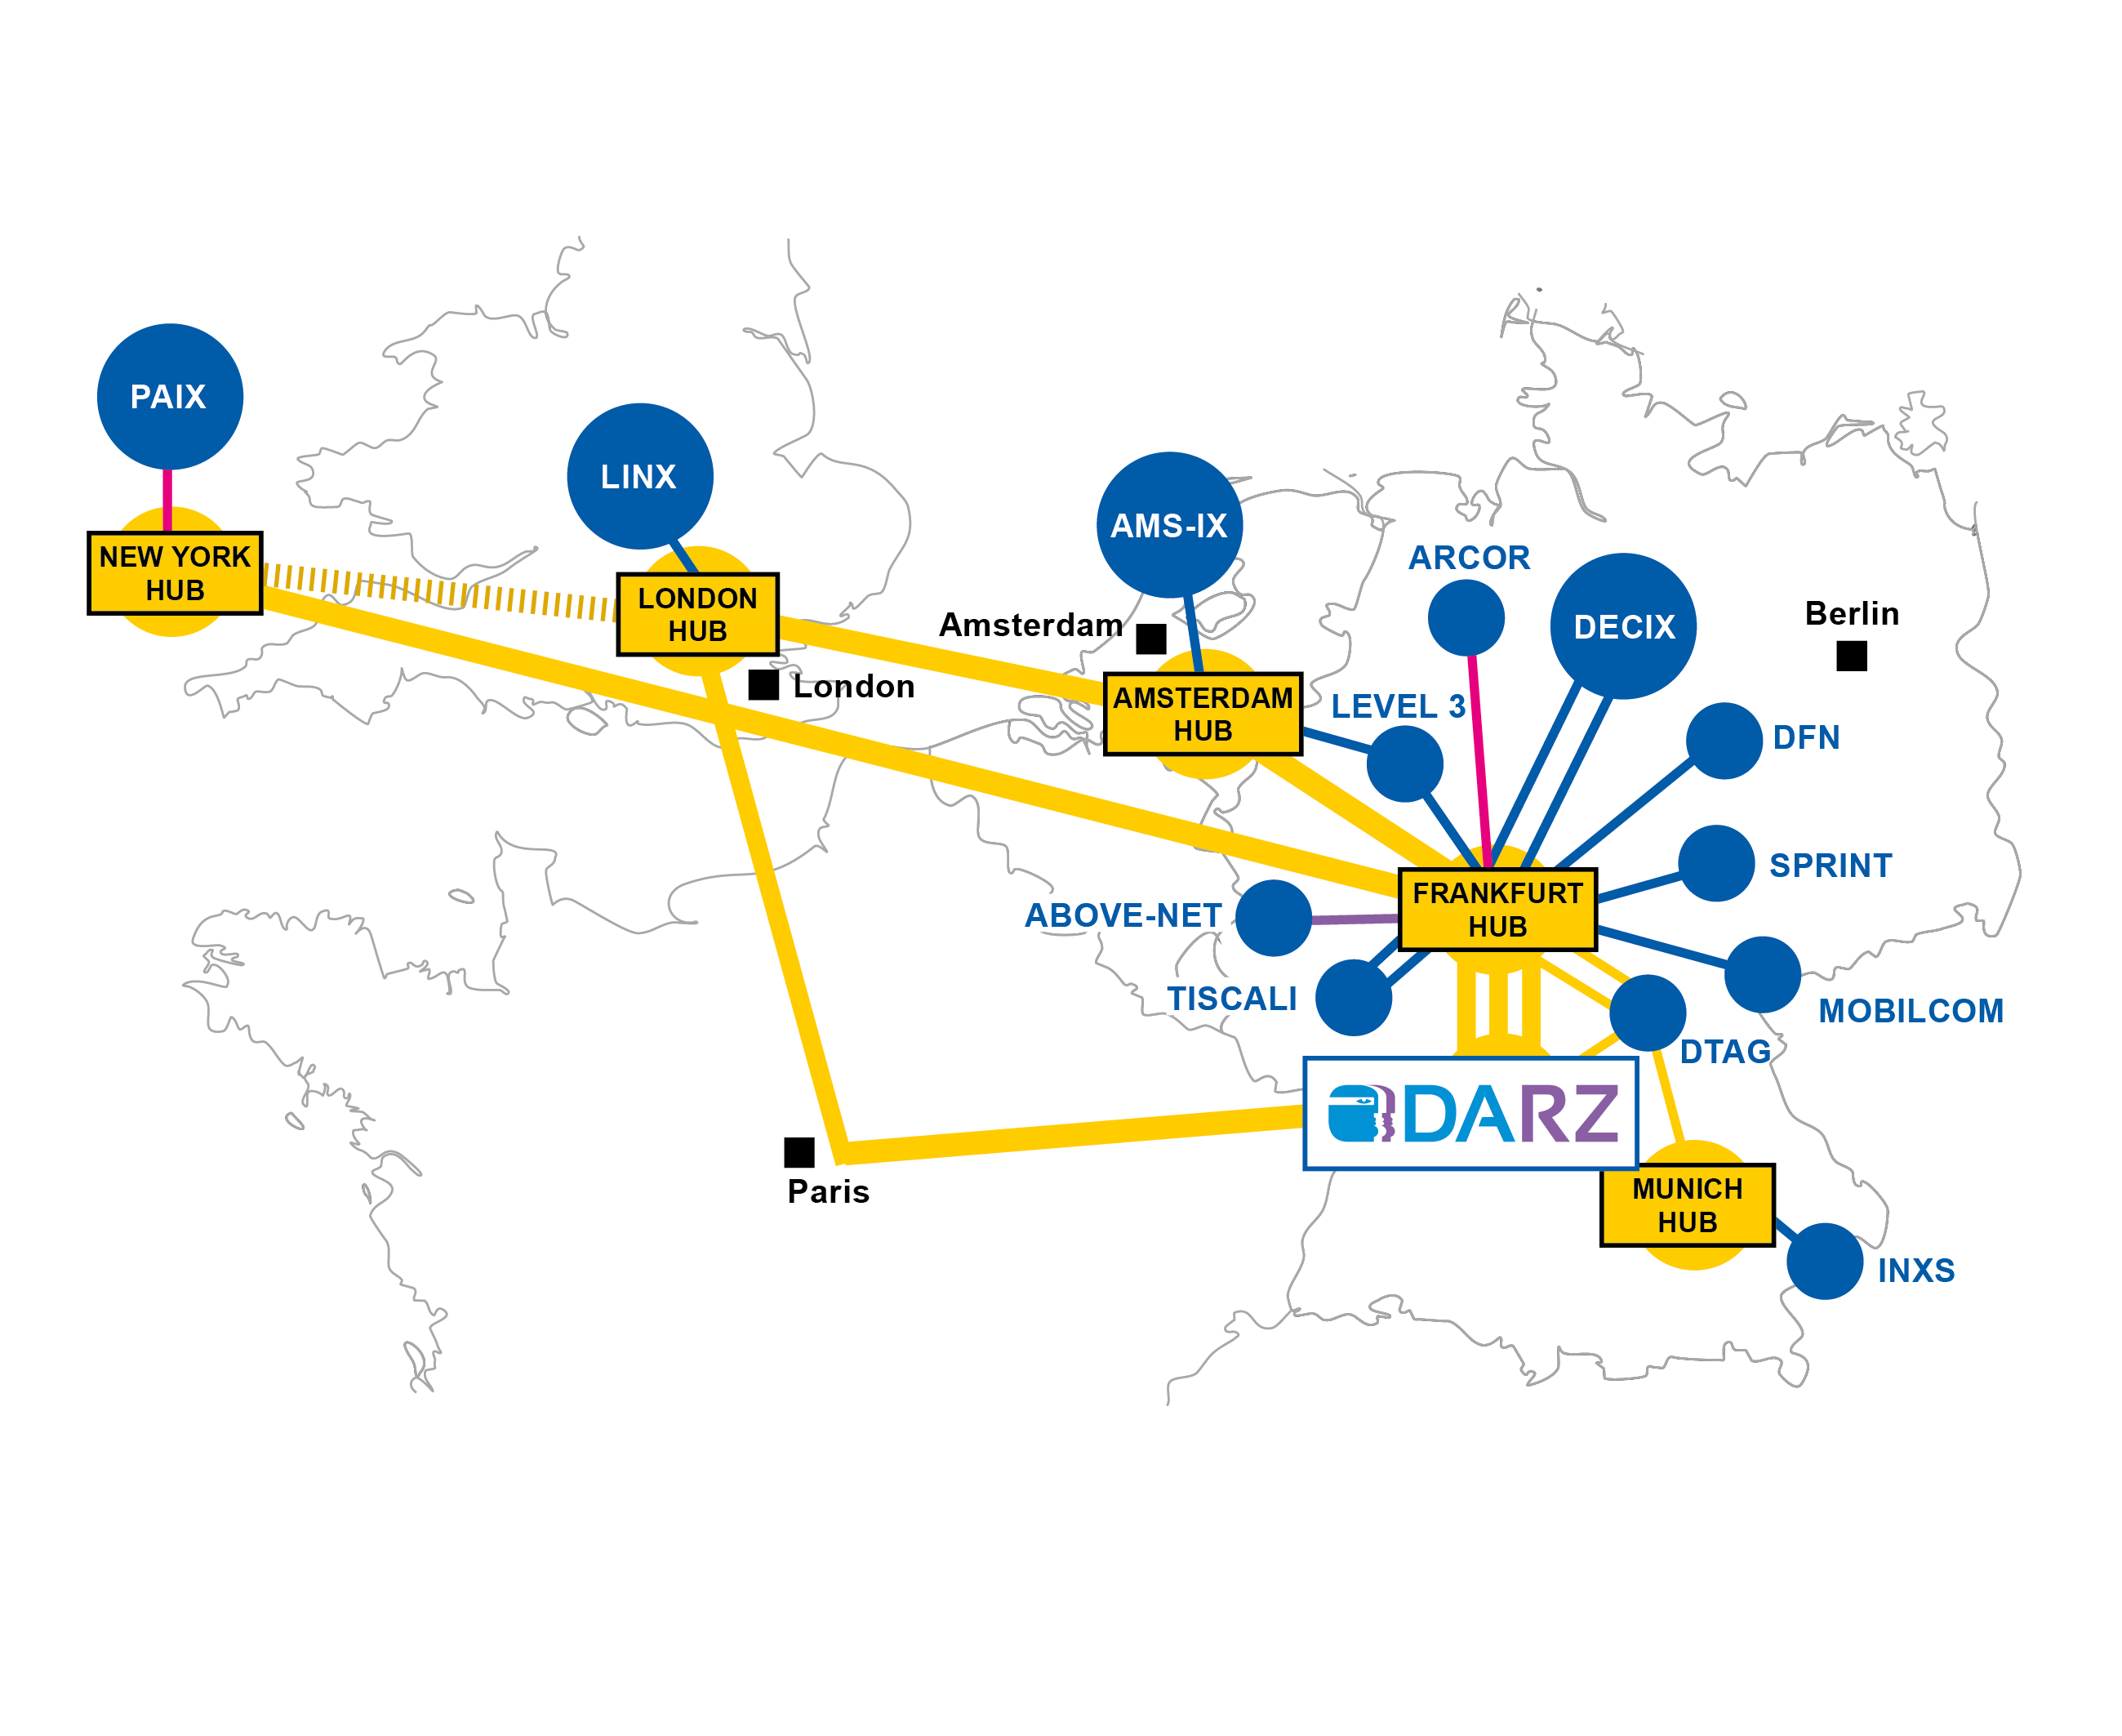 PAIX
LINX
AMS-IX
NEW YORK
HUB
LONDON
HUB
ARCOR
DECIX
Amsterdam
Berlin
London
AMSTERDAM
HUB
LEVEL 3
DFN
FRANKFURT
HUB
SPRINT
ABOVE-NET
TISCALI
MOBILCOM
DTAG
DARZ
Paris
MUNICH
HUB
INXS